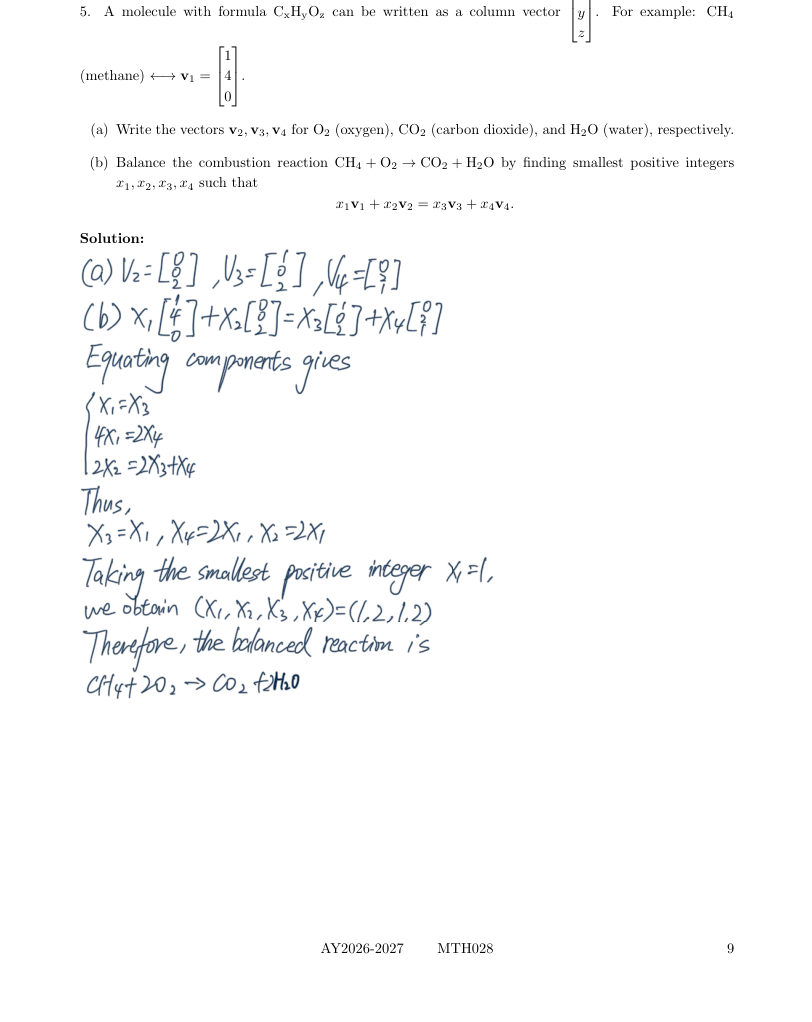 5. A molecule with formula CxHyOz can be written as a column vector [y z]. For example: CH4
(methane) ⟷ v1 = [1 4 0].
(a) Write the vectors v2, v3, v4 for O2 (oxygen), CO2 (carbon dioxide), and H2O (water), respectively.
(b) Balance the combustion reaction CH4 + O2 → CO2 + H2O by finding smallest positive integers
x1, x2, x3, x4 such that
x1v1 + x2v2 = x3v3 + x4v4.
Solution:
(a) V2=[0 0 2], V3=[1 0 2], V4=[0 2 1]
(b) X1[1 4 0]+X2[0 0 2]=X3[1 0 2]+X4[0 2 1]
Equating components gives
{X1=X3
4X1=2X4
2X2=2X3+X4
Thus,
X3=X1, X4=2X1, X2=2X1
Taking the smallest positive integer X1=1,
we obtain (X1, X2, X3, X4)=(1,2,1,2)
Therefore, the balanced reaction is
CH4+2O2→CO2+2H2O
AY2026-2027 MTH028 9